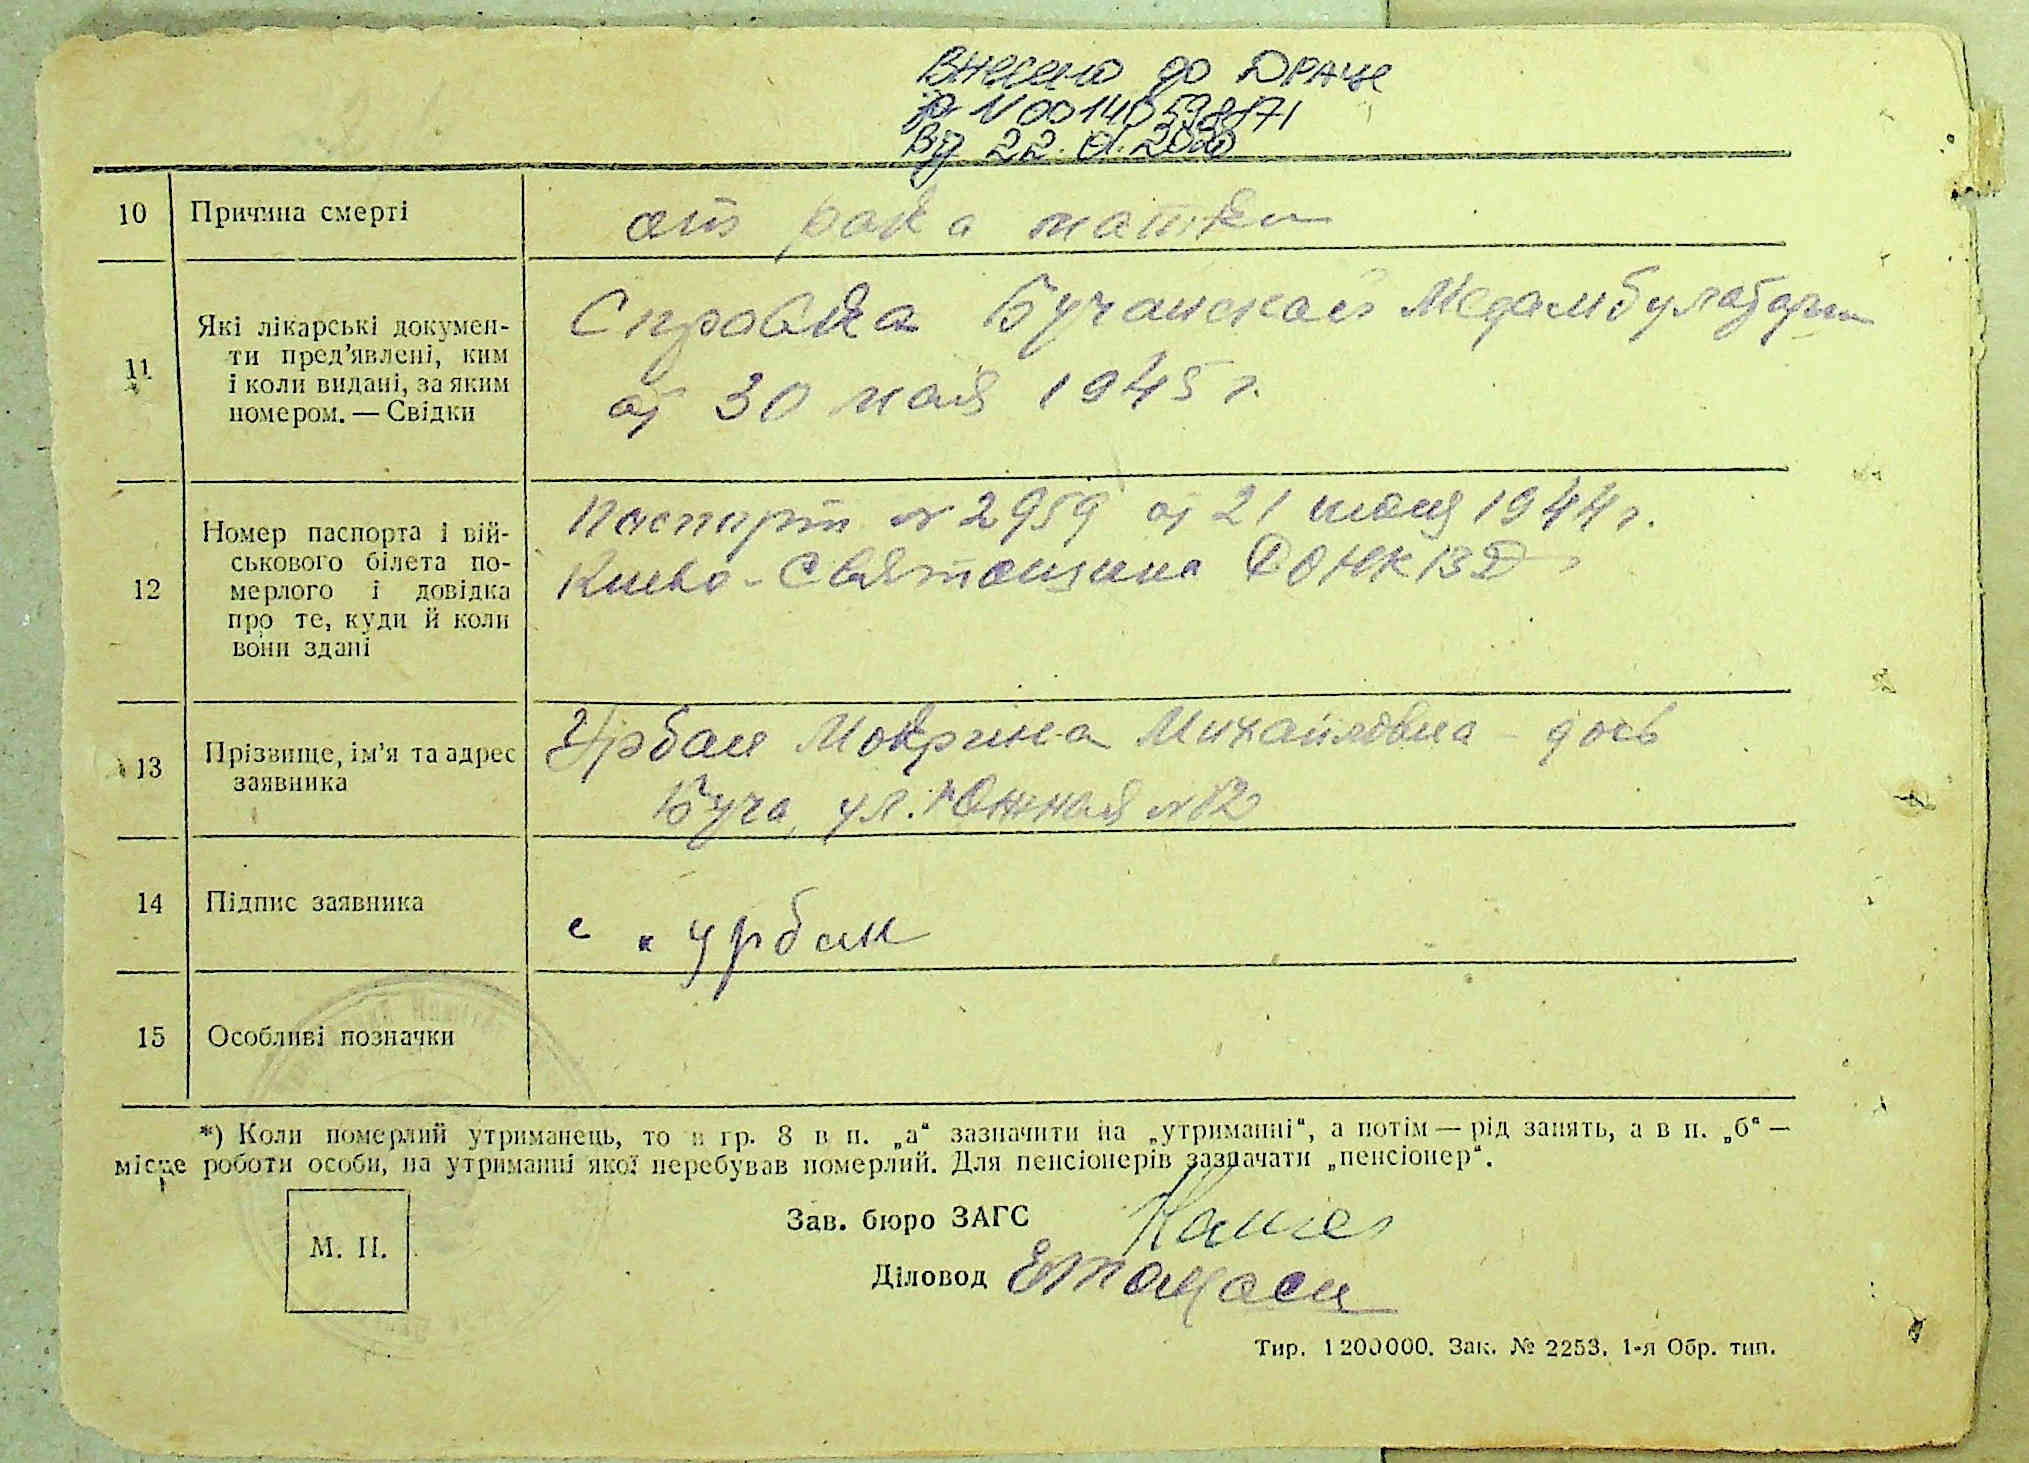 Внесено до ДРАЦС
№ 00140598171
від 22.01.2020
10 Причина смерті
от рака матки
11 Які лікарські докумен-
ти пред’явлені, ким
і коли видані, за яким
номером. — Свідки
Справка Бучанской Медамбулатории
от 30 мая 1945 г.
12 Номер паспорта і вій-
ськового білета по-
мерлого і довідка
про те, куди й коли
вони здані
Паспорт № 2959 от 21 июня 1944 г.
Киево-Святошина РОНКВД
13 Прізвище, ім’я та адрес
заявника
Урбан Мокрина Михайловна - дочь
Буча, ул. Южная № 12
14 Підпис заявника
Урбан
15 Особливі позначки
*) Коли померлий утриманець, то в гр. 8 в п. „а“ зазначити на „утриманні“, а потім — рід занять, а в п. „б“ —
місце роботи особи, на утриманні якої перебував померлий. Для пенсіонерів зазначати „пенсіонер“.
М. П.
Зав. бюро ЗАГС
Діловод
Тир. 1200000. Зак. № 2253. 1-я Обр. тип.